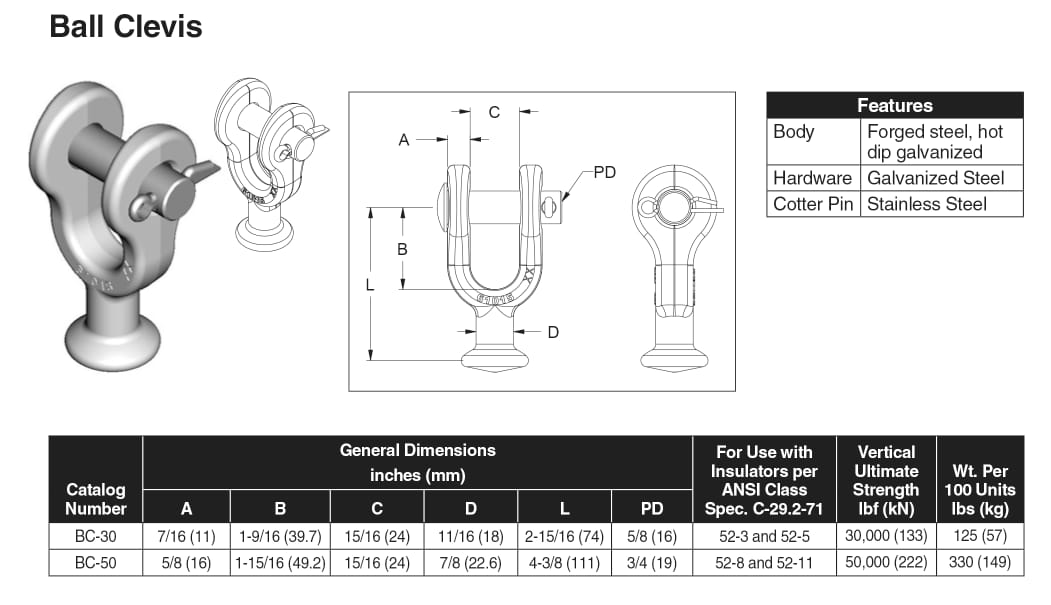 Ball Clevis
C
A
PD
B
L
D
XX
Features
Body Forged steel, hot
dip galvanized
Hardware Galvanized Steel
Cotter Pin Stainless Steel
Catalog Number General Dimensions inches (mm) For Use with Insulators per ANSI Class Spec. C-29.2-71 Vertical Ultimate Strength lbf (kN) Wt. Per 100 Units lbs (kg)
A B C D L PD
BC-30 7/16 (11) 1-9/16 (39.7) 15/16 (24) 11/16 (18) 2-15/16 (74) 5/8 (16) 52-3 and 52-5 30,000 (133) 125 (57)
BC-50 5/8 (16) 1-15/16 (49.2) 15/16 (24) 7/8 (22.6) 4-3/8 (111) 3/4 (19) 52-8 and 52-11 50,000 (222) 330 (149)